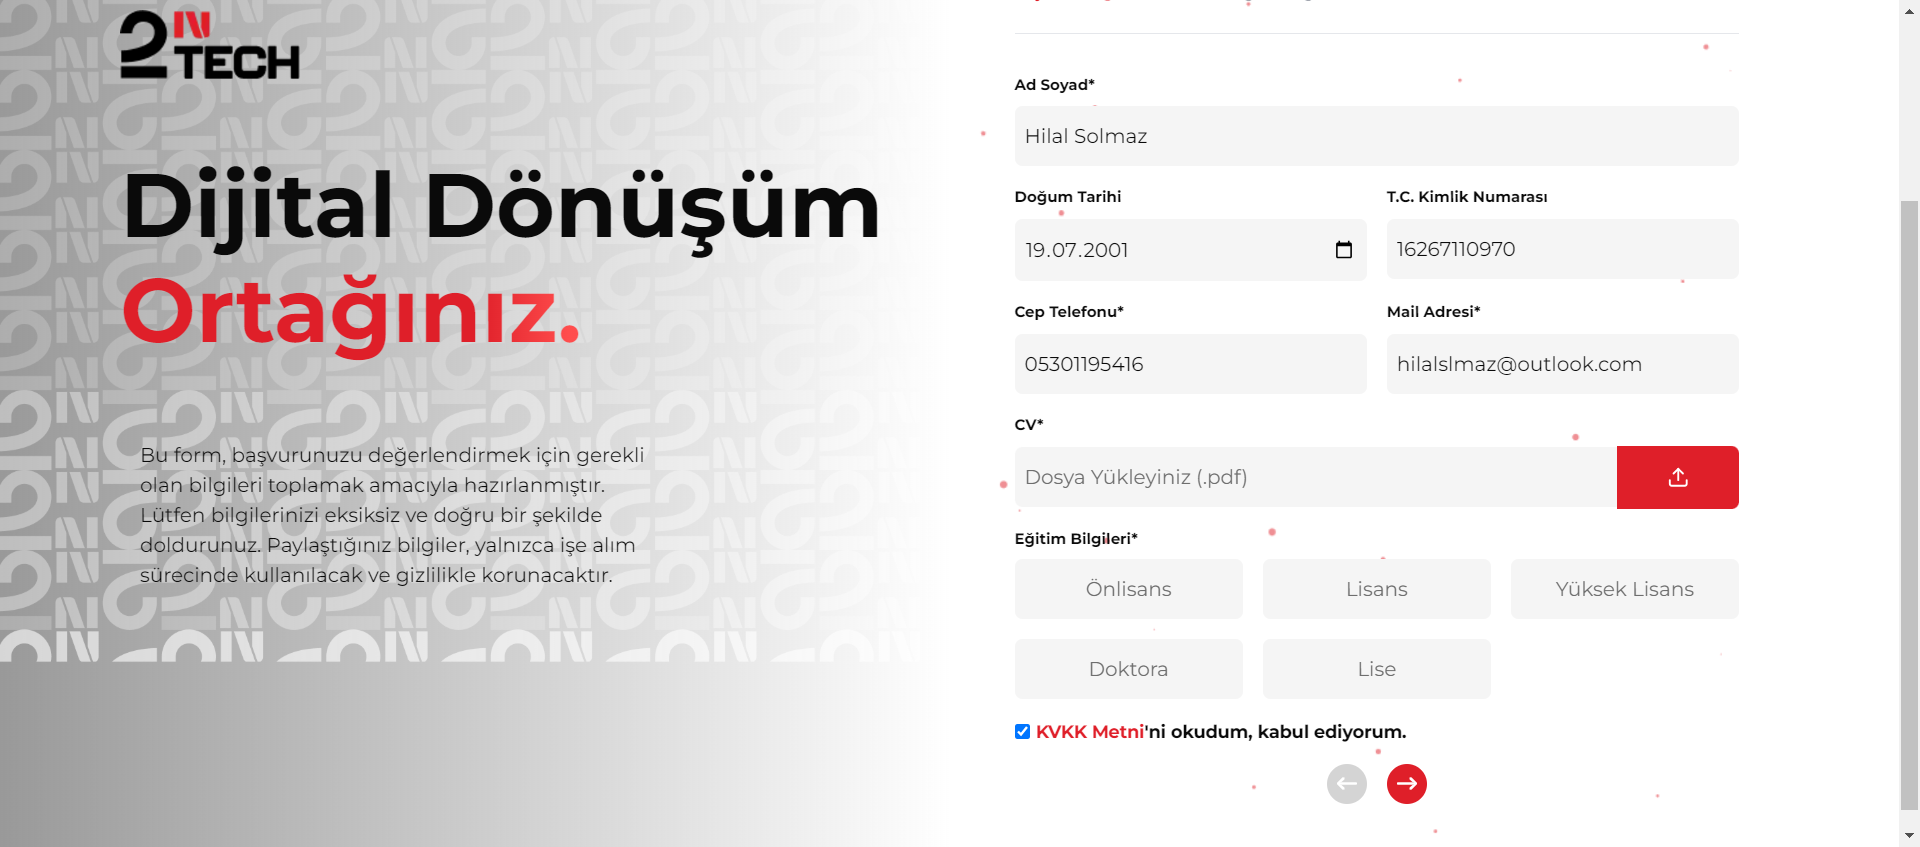 2N TECH
Dijital Dönüşüm
Ortağınız.
Bu form, başvurunuzu değerlendirmek için gerekli
olan bilgileri toplamak amacıyla hazırlanmıştır.
Lütfen bilgilerinizi eksiksiz ve doğru bir şekilde
doldurunuz. Paylaştığınız bilgiler, yalnızca işe alım
sürecinde kullanılacak ve gizlilikle korunacaktır.
Ad Soyad*
Hilal Solmaz
Doğum Tarihi
19.07.2001
T.C. Kimlik Numarası
16267110970
Cep Telefonu*
05301195416
Mail Adresi*
hilalslmaz@outlook.com
CV*
Dosya Yükleyiniz (.pdf)
Eğitim Bilgileri*
Önlisans
Lisans
Yüksek Lisans
Doktora
Lise
KVKK Metni'ni okudum, kabul ediyorum.